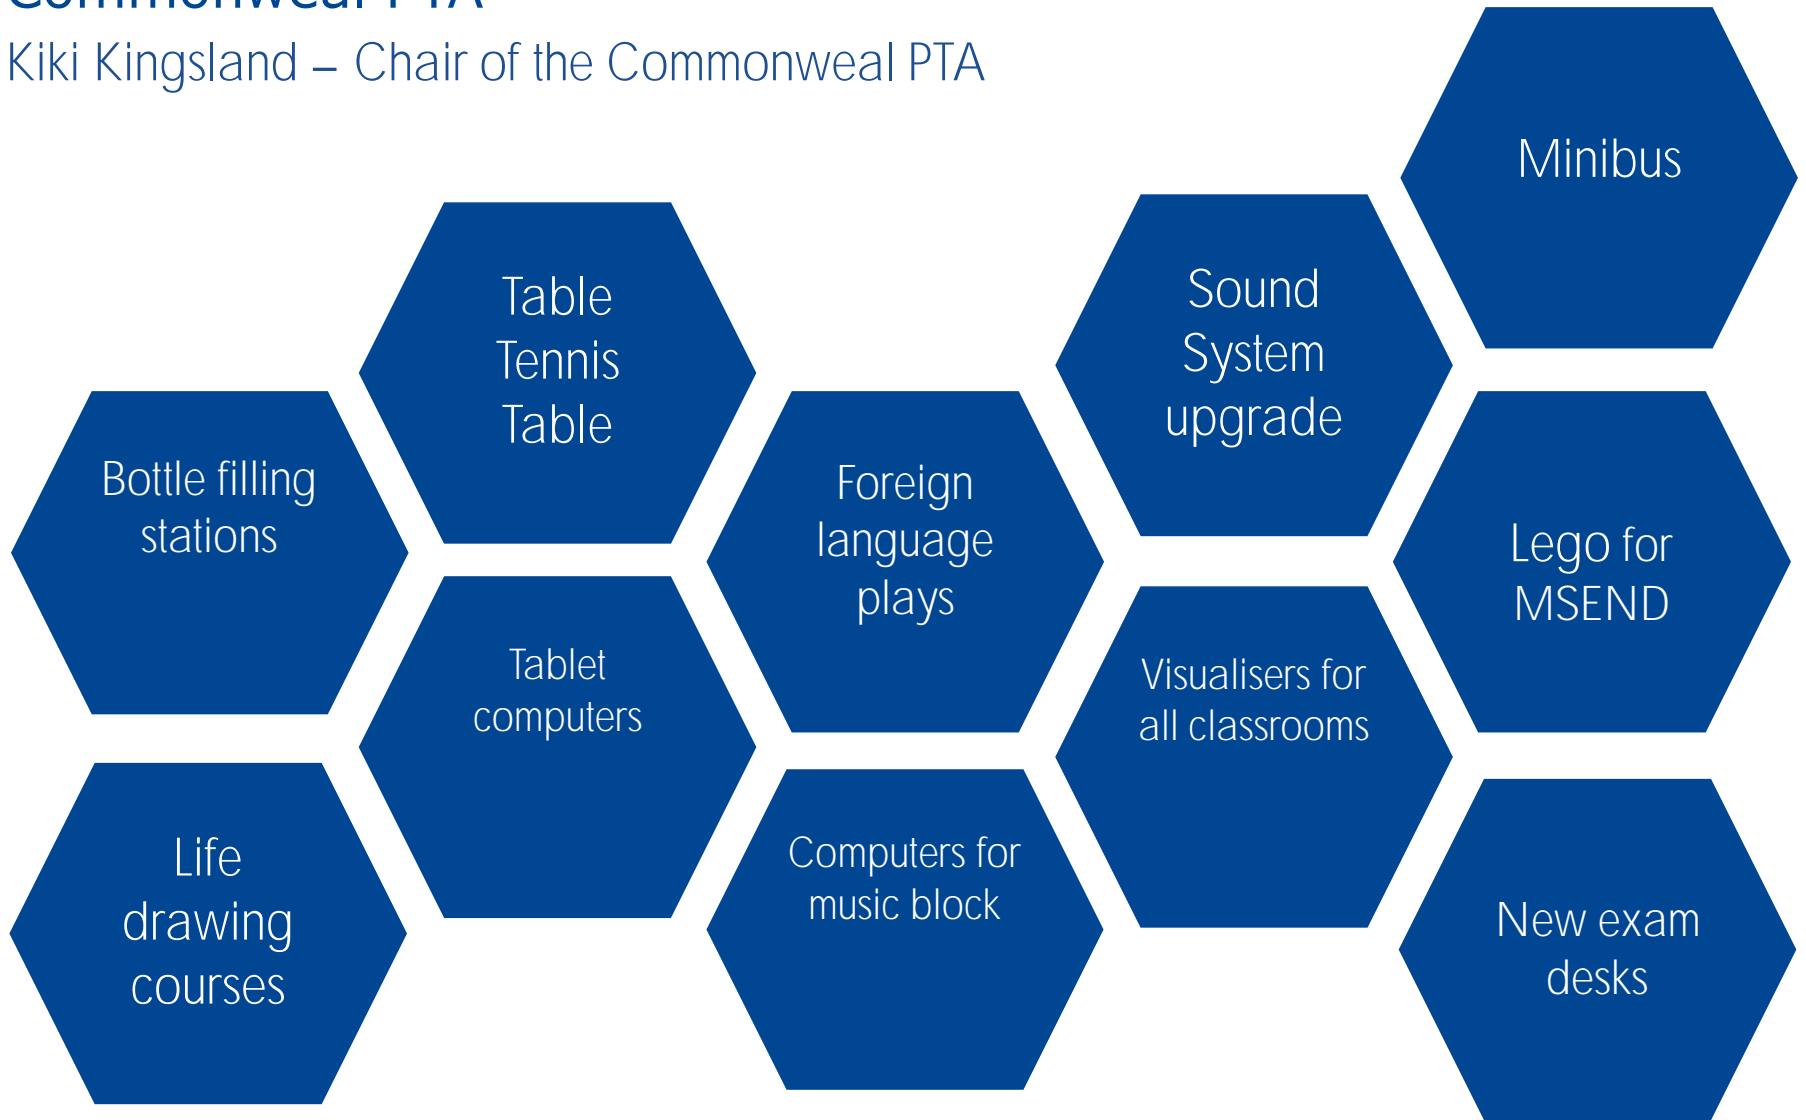 Commonweal PTA
Kiki Kingsland – Chair of the Commonweal PTA
Minibus
Table
Tennis
Table
Sound
System
upgrade
Bottle filling
stations
Foreign
language
plays
Lego for
MSEND
Tablet
computers
Visualisers for
all classrooms
Life
drawing
courses
Computers for
music block
New exam
desks